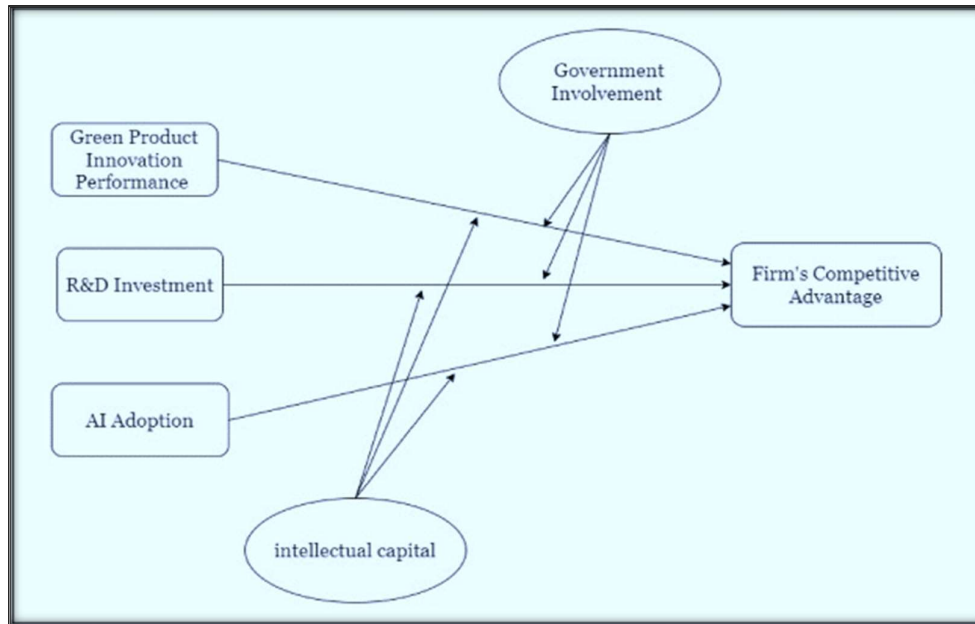 Government
Involvement
Green Product
Innovation
Performance
R&D Investment
Firm's Competitive
Advantage
AI Adoption
intellectual capital